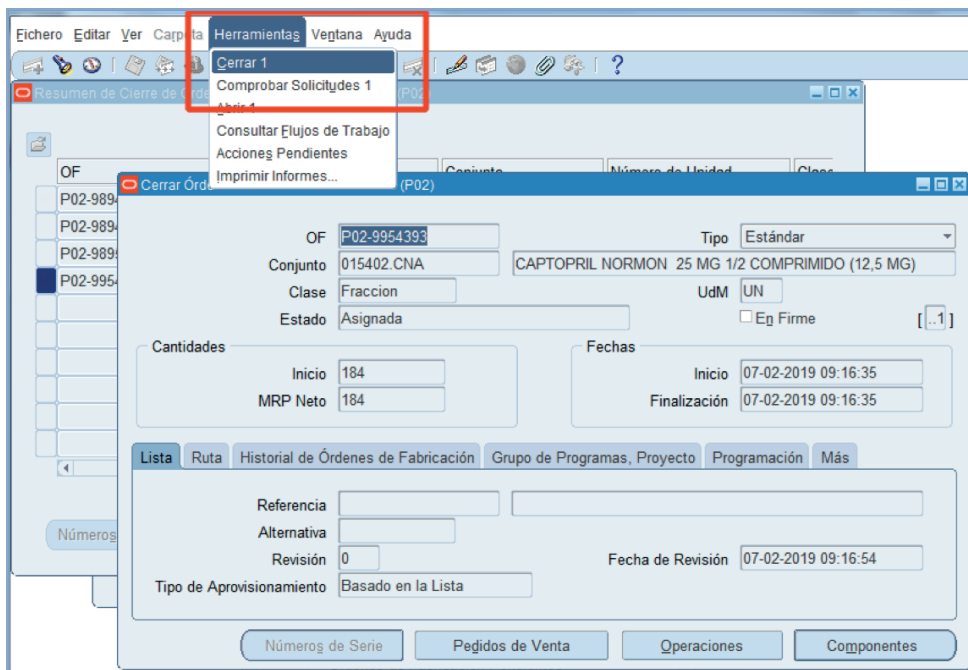 Fichero Editar Ver Carpeta Herramientas Ventana Ayuda
Cerrar 1
Comprobar Solicitudes 1
Abrir 1
Consultar Flujos de Trabajo
Acciones Pendientes
Imprimir Informes...
Resumen de Cierre de Orde (P02)
OF Conjunto Número de Unidad Clase
P02-989
P02-989
P02-989
P02-995
Números
Cerrar Órde (P02)
OF P02-9954393 Tipo Estándar
Conjunto 015402.CNA CAPTOPRIL NORMON 25 MG 1/2 COMPRIMIDO (12,5 MG)
Clase Fraccion UdM UN
Estado Asignada En Firme [..1]
Cantidades Fechas
Inicio 184 Inicio 07-02-2019 09:16:35
MRP Neto 184 Finalización 07-02-2019 09:16:35
Lista Ruta Historial de Órdenes de Fabricación Grupo de Programas, Proyecto Programación Más
Referencia
Alternativa
Revisión 0 Fecha de Revisión 07-02-2019 09:16:54
Tipo de Aprovisionamiento Basado en la Lista
Números de Serie Pedidos de Venta Operaciones Componentes